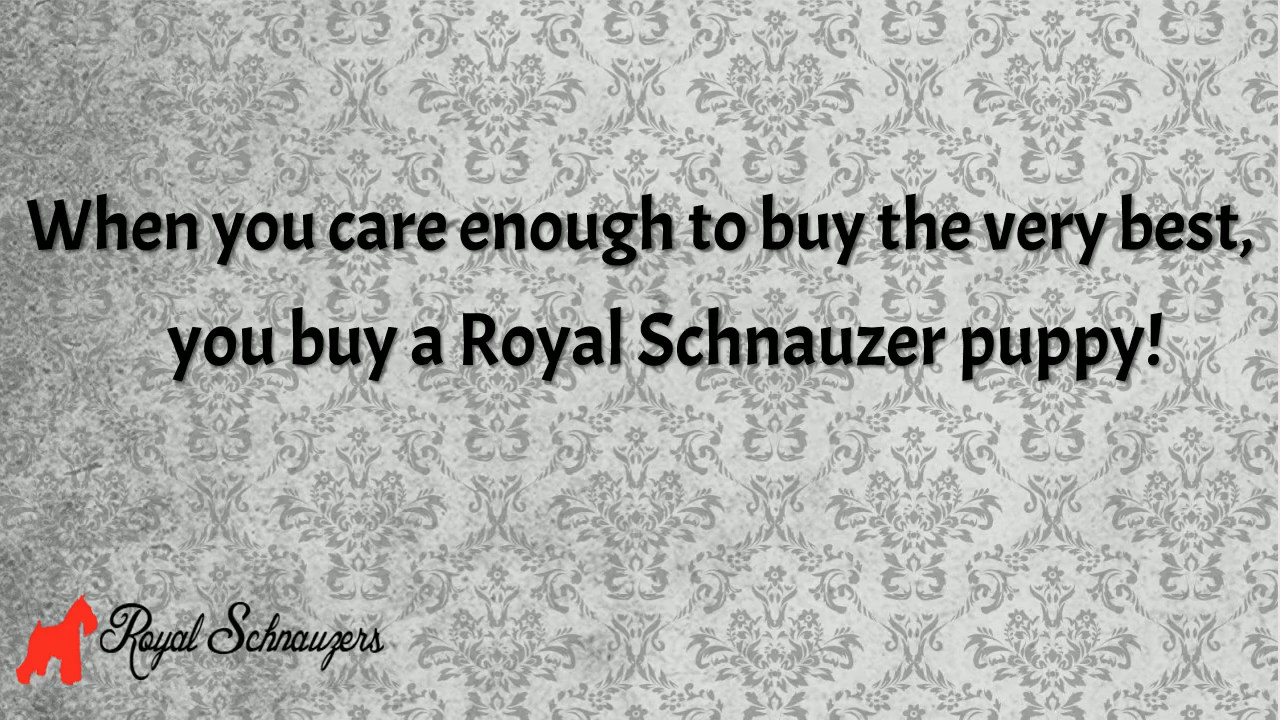 When you care enough to buy the very best,
you buy a Royal Schnauzer puppy!
Royal Schnauzers